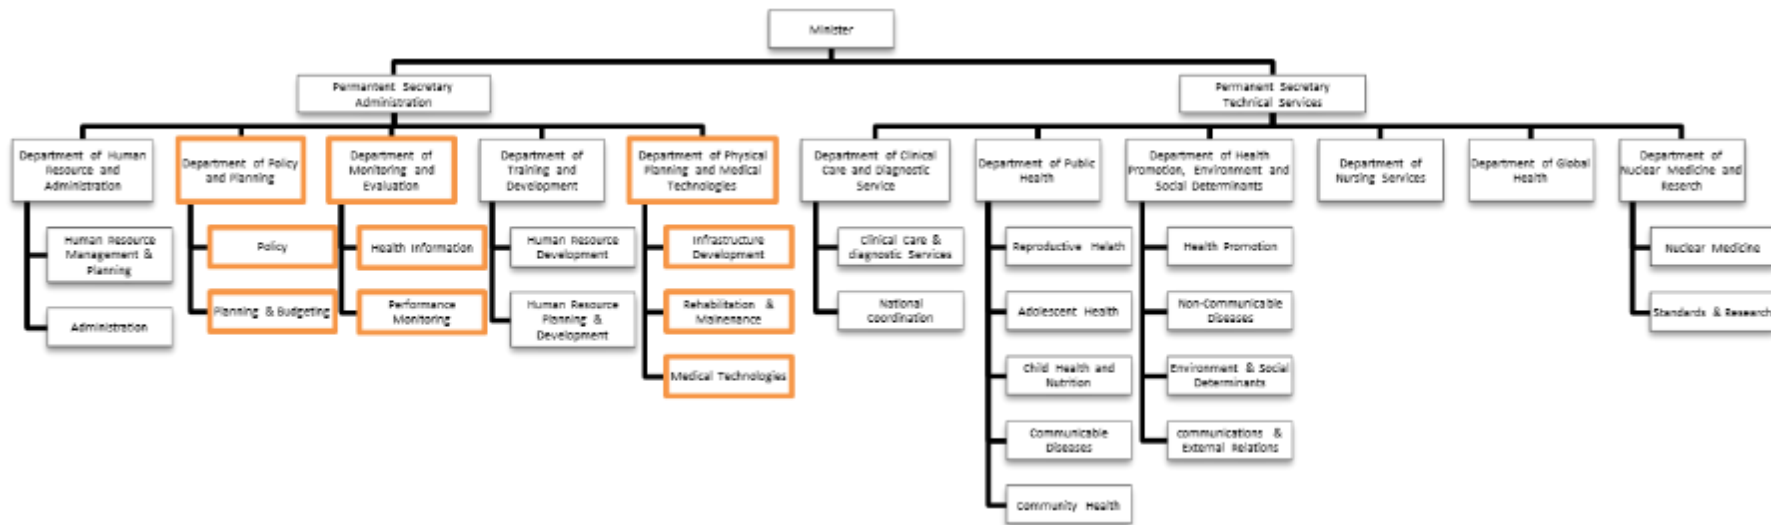 Minister
Permantent Secretary
Administration
Permanent Secretary
Technical Services
Department of Human
Resource and
Administration
Department of Policy
and Planning
Department of
Monitoring and
Evaluation
Department of
Training and
Development
Department of Physical
Planning and Medical
Technologies
Department of Clinical
Care and Diagnostic
Service
Department of Public
Health
Department of Health
Promotion, Environment and
Social Determinants
Department of
Nursing Services
Department of Global
Health
Department of
Nuclear Medicine and
Reserch
Human Resource
Management &
Planning
Administration
Policy
Planning & Budgeting
Health Information
Performance
Monitoring
Human Resource
Development
Human Resource
Planning &
Development
Infrastructure
Development
Rehabilitation &
Mainenance
Medical Technologies
Clinical Care &
diagnostic Services
National
Coordination
Reproductive Helath
Adolescent Health
Child Health and
Nutrition
Communicable
Diseases
Community Health
Health Promotion
Non-Communicable
Diseases
Environment & Social
Determinants
communications &
External Relations
Nuclear Medicine
Standards & Research